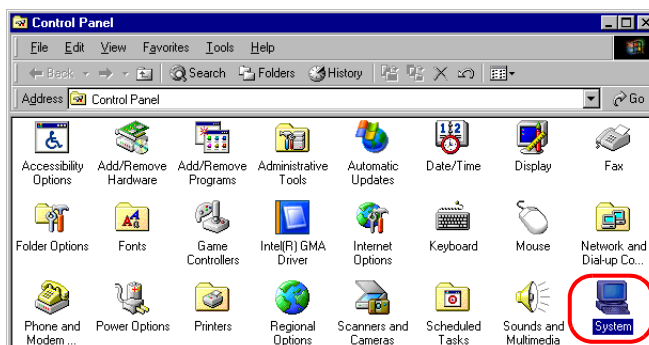 Control Panel
File Edit View Favorites Tools Help
Back Search Folders History
Address Control Panel Go
Accessibility Options
Add/Remove Hardware
Add/Remove Programs
Administrative Tools
Automatic Updates
Date/Time
Display
Fax
Folder Options
Fonts
Game Controllers
Intel(R) GMA Driver
Internet Options
Keyboard
Mouse
Network and Dial-up Co...
Phone and Modem ...
Power Options
Printers
Regional Options
Scanners and Cameras
Scheduled Tasks
Sounds and Multimedia
System